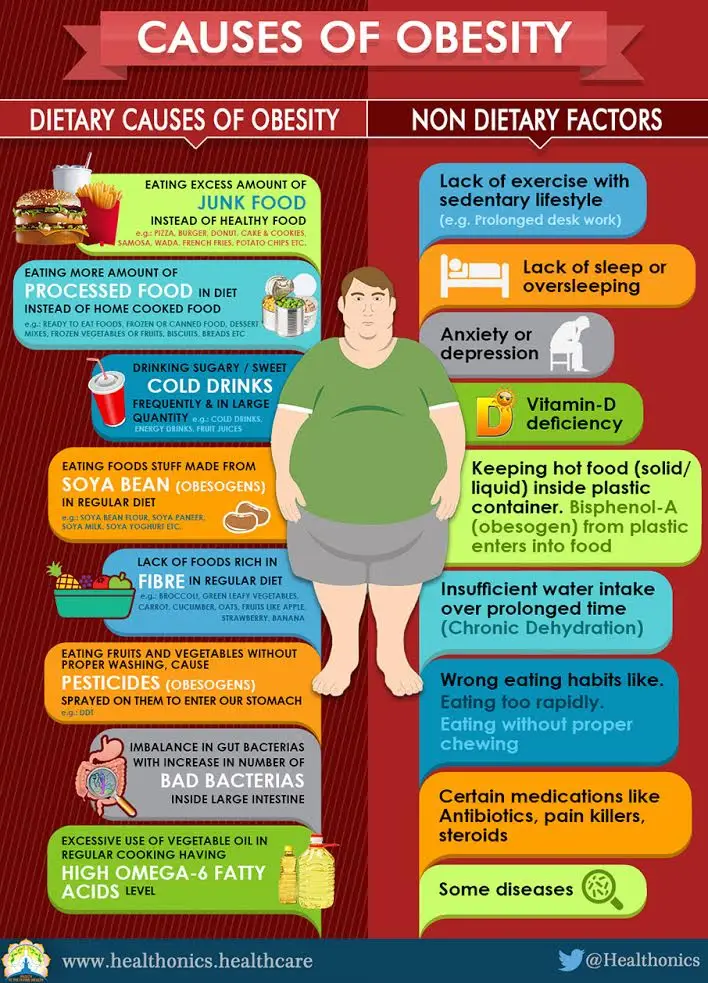 CAUSES OF OBESITY
DIETARY CAUSES OF OBESITY
EATING EXCESS AMOUNT OF
JUNK FOOD
INSTEAD OF HEALTHY FOOD
e.g.: PIZZA, BURGER, DONUT, CAKE & COOKIES,
SAMOSA, WADA, FRENCH FRIES, POTATO CHIPS ETC.
EATING MORE AMOUNT OF
PROCESSED FOOD IN DIET
INSTEAD OF HOME COOKED FOOD
e.g.: READY TO EAT FOODS, FROZEN OR CANNED FOOD, DESSERT
MIXES, FROZEN VEGETABLES OR FRUITS, BISCUITS, BREADS ETC
DRINKING SUGARY / SWEET
COLD DRINKS
FREQUENTLY & IN LARGE
QUANTITY e.g.: COLD DRINKS,
ENERGY DRINKS, FRUIT JUICES
EATING FOODS STUFF MADE FROM
SOYA BEAN (OBESOGENS)
IN REGULAR DIET
e.g.: SOYA BEAN FLOUR, SOYA PANEER,
SOYA MILK, SOYA YOGHURT ETC.
LACK OF FOODS RICH IN
FIBRE IN REGULAR DIET
e.g.: BROCCOLI, GREEN LEAFY VEGETABLES,
CARROT, CUCUMBER, OATS, FRUITS LIKE APPLE,
STRAWBERRY, BANANA
EATING FRUITS AND VEGETABLES WITHOUT
PROPER WASHING, CAUSE
PESTICIDES (OBESOGENS)
SPRAYED ON THEM TO ENTER OUR STOMACH
e.g.: DDT
IMBALANCE IN GUT BACTERIAS
WITH INCREASE IN NUMBER OF
BAD BACTERIAS
INSIDE LARGE INTESTINE
EXCESSIVE USE OF VEGETABLE OIL IN
REGULAR COOKING HAVING
HIGH OMEGA-6 FATTY
ACIDS LEVEL
NON DIETARY FACTORS
Lack of exercise with
sedentary lifestyle
(e.g. Prolonged desk work)
Lack of sleep or
oversleeping
Anxiety or
depression
D
Vitamin-D
deficiency
Keeping hot food (solid/
liquid) inside plastic
container. Bisphenol-A
(obesogen) from plastic
enters into food
Insufficient water intake
over prolonged time
(Chronic Dehydration)
Wrong eating habits like.
Eating too rapidly.
Eating without proper
chewing
Certain medications like
Antibiotics, pain killers,
steroids
Some diseases
www.healthonics.healthcare
@Healthonics